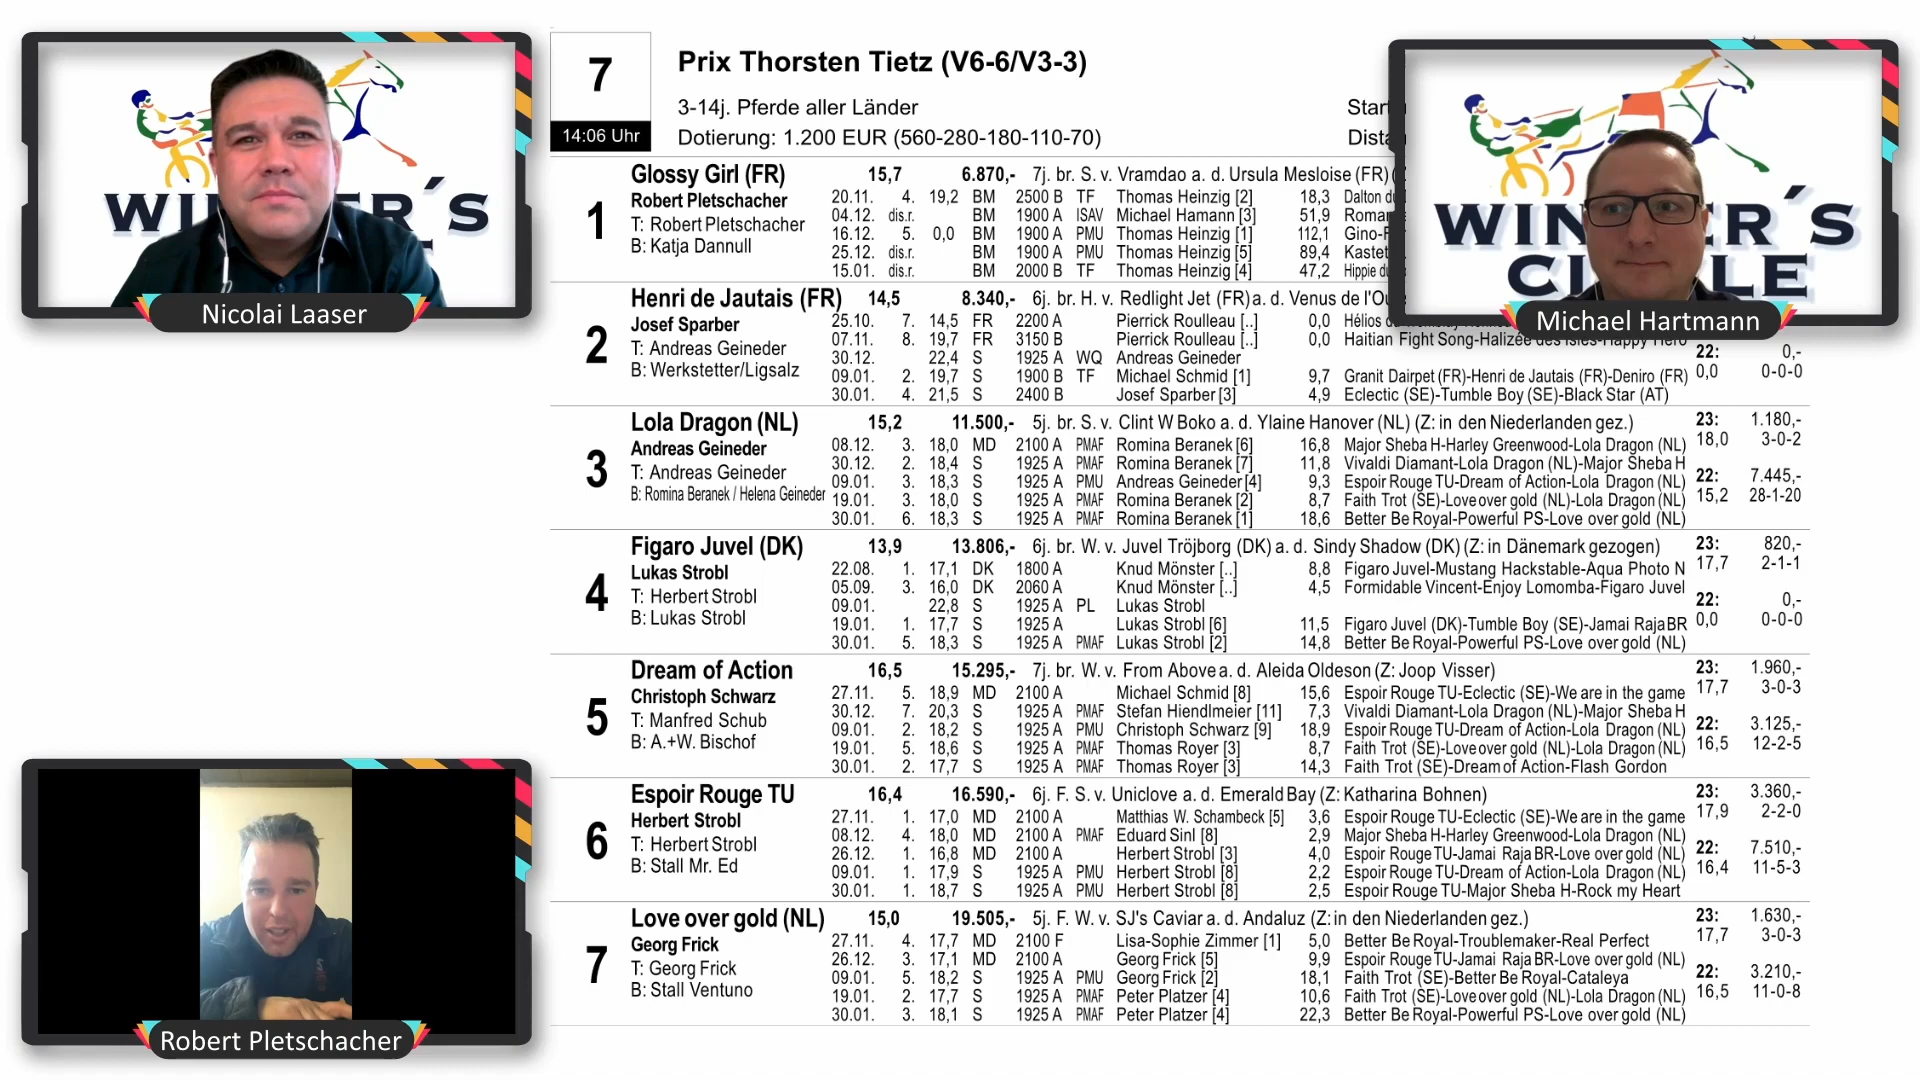 7
14:06 Uhr
Prix Thorsten Tietz (V6-6/V3-3)
3-14j. Pferde aller Länder
Dotierung: 1.200 EUR (560-280-180-110-70)
Nicolai Laaser
Michael Hartmann
Robert Pletschacher
1
Glossy Girl (FR) 15,7 6.870,- 7j. br. S. v. Vramdao a. d. Ursula Mesloise (FR)
Robert Pletschacher
T: Robert Pletschacher
B: Katja Dannull
20.11. 4. 19,2 BM 2500 B TF Thomas Heinzig [2] 18,3 Dalton
04.12. dis.r. BM 1900 A ISAV Michael Hamann [3] 51,9
16.12. 5. 0,0 BM 1900 A PMU Thomas Heinzig [1] 112,1
25.12. dis.r. BM 1900 A PMU Thomas Heinzig [5] 89,4
15.01. dis.r. BM 2000 B TF Thomas Heinzig [4] 47,2 Hippie
2
Henri de Jautais (FR) 14,5 8.340,- 6j. br. H. v. Redlight Jet (FR) a. d. Venus de l'
Josef Sparber
T: Andreas Geineder
B: Werkstetter/Ligsalz
25.10. 7. 14,5 FR 2200 A Pierrick Roulleau [..] 0,0 Hélios
07.11. 8. 19,7 FR 3150 B Pierrick Roulleau [..] 0,0 Haitian Fight Song-Halizée des Isles-Happy Hero
30.12. 22,4 S 1925 A WQ Andreas Geineder
09.01. 2. 19,7 S 1900 B TF Michael Schmid [1] 9,7 Granit Dairpet (FR)-Henri de Jautais (FR)-Deniro (FR)
30.01. 4. 21,5 S 2400 B Josef Sparber [3] 4,9 Eclectic (SE)-Tumble Boy (SE)-Black Star (AT)
22: 0,-
0,0 0-0-0
3
Lola Dragon (NL) 15,2 11.500,- 5j. br. S. v. Clint W Boko a. d. Ylaine Hanover (NL) (Z: in den Niederlanden gez.)
Andreas Geineder
T: Andreas Geineder
B: Romina Beranek / Helena Geineder
08.12. 3. 18,0 MD 2100 A PMAF Romina Beranek [6] 16,8 Major Sheba H-Harley Greenwood-Lola Dragon (NL)
30.12. 2. 18,4 S 1925 A PMAF Romina Beranek [7] 11,8 Vivaldi Diamant-Lola Dragon (NL)-Major Sheba H
09.01. 3. 18,3 S 1925 A PMU Andreas Geineder [4] 9,3 Espoir Rouge TU-Dream of Action-Lola Dragon (NL)
19.01. 3. 18,0 S 1925 A PMAF Romina Beranek [2] 8,7 Faith Trot (SE)-Love over gold (NL)-Lola Dragon (NL)
30.01. 6. 18,3 S 1925 A PMAF Romina Beranek [1] 18,6 Better Be Royal-Powerful PS-Love over gold (NL)
23: 1.180,-
18,0 3-0-2
22: 7.445,-
15,2 28-1-20
4
Figaro Juvel (DK) 13,9 13.806,- 6j. br. W. v. Juvel Tröjborg (DK) a. d. Sindy Shadow (DK) (Z: in Dänemark gezogen)
Lukas Strobl
T: Herbert Strobl
B: Lukas Strobl
22.08. 1. 17,1 DK 1800 A Knud Mönster [..] 8,8 Figaro Juvel-Mustang Hackstable-Aqua Photo N
05.09. 3. 16,0 DK 2060 A Knud Mönster [..] 4,5 Formidable Vincent-Enjoy Lomomba-Figaro Juvel
09.01. 22,8 S 1925 A PL Lukas Strobl
19.01. 1. 17,7 S 1925 A Lukas Strobl [6] 11,5 Figaro Juvel (DK)-Tumble Boy (SE)-Jamai Raja BR
30.01. 5. 18,3 S 1925 A PMAF Lukas Strobl [2] 14,8 Better Be Royal-Powerful PS-Love over gold (NL)
23: 820,-
17,7 2-1-1
22: 0,-
0,0 0-0-0
5
Dream of Action 16,5 15.295,- 7j. br. W. v. From Above a. d. Aleida Oldeson (Z: Joop Visser)
Christoph Schwarz
T: Manfred Schub
B: A.+W. Bischof
27.11. 5. 18,9 MD 2100 A Michael Schmid [8] 15,6 Espoir Rouge TU-Eclectic (SE)-We are in the game
30.12. 7. 20,3 S 1925 A PMAF Stefan Hiendlmeier [11] 7,3 Vivaldi Diamant-Lola Dragon (NL)-Major Sheba H
09.01. 2. 18,2 S 1925 A PMU Christoph Schwarz [9] 18,9 Espoir Rouge TU-Dream of Action-Lola Dragon (NL)
19.01. 5. 18,6 S 1925 A PMAF Thomas Royer [3] 8,7 Faith Trot (SE)-Love over gold (NL)-Lola Dragon (NL)
30.01. 2. 17,7 S 1925 A PMAF Thomas Royer [3] 14,3 Faith Trot (SE)-Dream of Action-Flash Gordon
23: 1.960,-
17,7 3-0-3
22: 3.125,-
16,5 12-2-5
6
Espoir Rouge TU 16,4 16.590,- 6j. F. S. v. Uniclove a. d. Emerald Bay (Z: Katharina Bohnen)
Herbert Strobl
T: Herbert Strobl
B: Stall Mr. Ed
27.11. 1. 17,0 MD 2100 A Matthias W. Schambeck [5] 3,6 Espoir Rouge TU-Eclectic (SE)-We are in the game
08.12. 4. 18,0 MD 2100 A PMAF Eduard Sinl [8] 2,9 Major Sheba H-Harley Greenwood-Lola Dragon (NL)
26.12. 1. 16,8 MD 2100 A Herbert Strobl [3] 4,0 Espoir Rouge TU-Jamai Raja BR-Love over gold (NL)
09.01. 1. 17,9 S 1925 A PMU Herbert Strobl [8] 2,2 Espoir Rouge TU-Dream of Action-Lola Dragon (NL)
30.01. 1. 18,7 S 1925 A PMU Herbert Strobl [8] 2,5 Espoir Rouge TU-Major Sheba H-Rock my Heart
23: 3.360,-
17,9 2-2-0
22: 7.510,-
16,4 11-5-3
7
Love over gold (NL) 15,0 19.505,- 5j. F. W. v. SJ's Caviar a. d. Andaluz (Z: in den Niederlanden gez.)
Georg Frick
T: Georg Frick
B: Stall Ventuno
27.11. 4. 17,7 MD 2100 F Lisa-Sophie Zimmer [1] 5,0 Better Be Royal-Troublemaker-Real Perfect
26.12. 3. 17,1 MD 2100 A Georg Frick [5] 9,9 Espoir Rouge TU-Jamai Raja BR-Love over gold (NL)
09.01. 5. 18,2 S 1925 A PMU Georg Frick [2] 18,1 Faith Trot (SE)-Better Be Royal-Cataleya
19.01. 2. 17,7 S 1925 A PMAF Peter Platzer [4] 10,6 Faith Trot (SE)-Love over gold (NL)-Lola Dragon (NL)
30.01. 3. 18,1 S 1925 A PMAF Peter Platzer [4] 22,3 Better Be Royal-Powerful PS-Love over gold (NL)
23: 1.630,-
17,7 3-0-3
22: 3.210,-
16,5 11-0-8